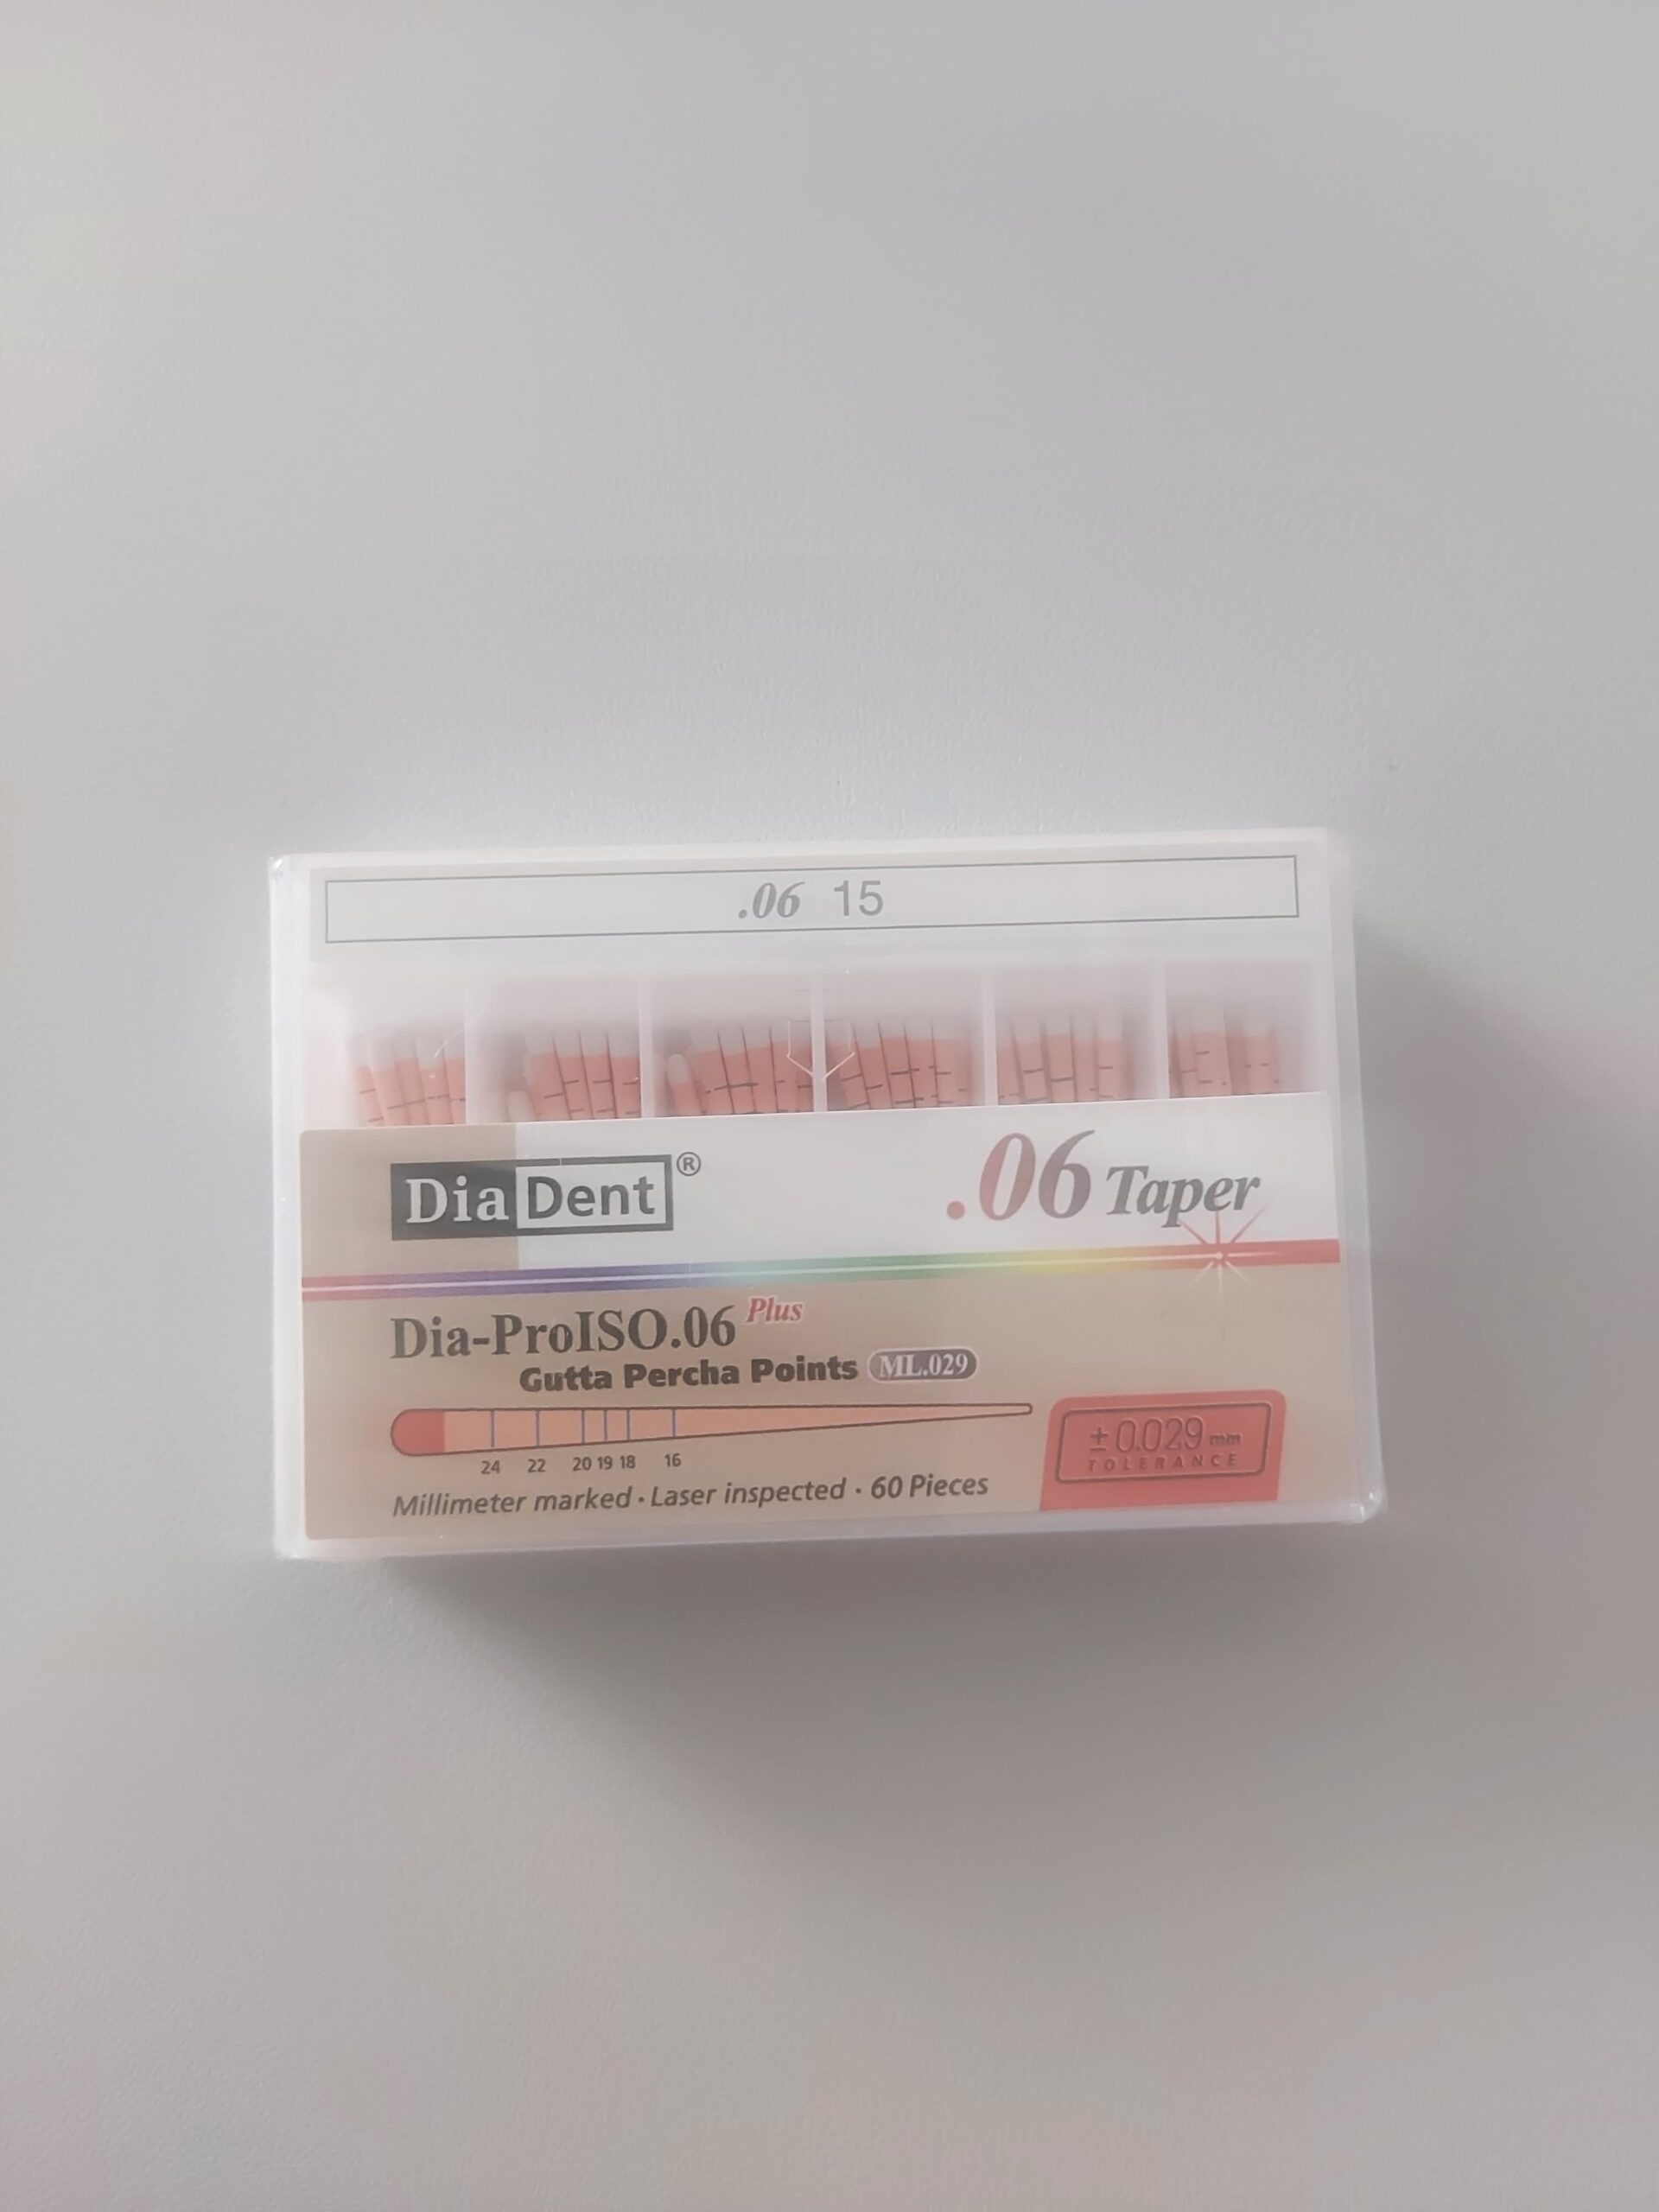 .06 15
DiaDent®
.06 Taper
Dia-ProISO.06 Plus
Gutta Percha Points ML.029
24 22 20 19 18 16
± 0.029 mm
TOLERANCE
Millimeter marked · Laser inspected · 60 Pieces